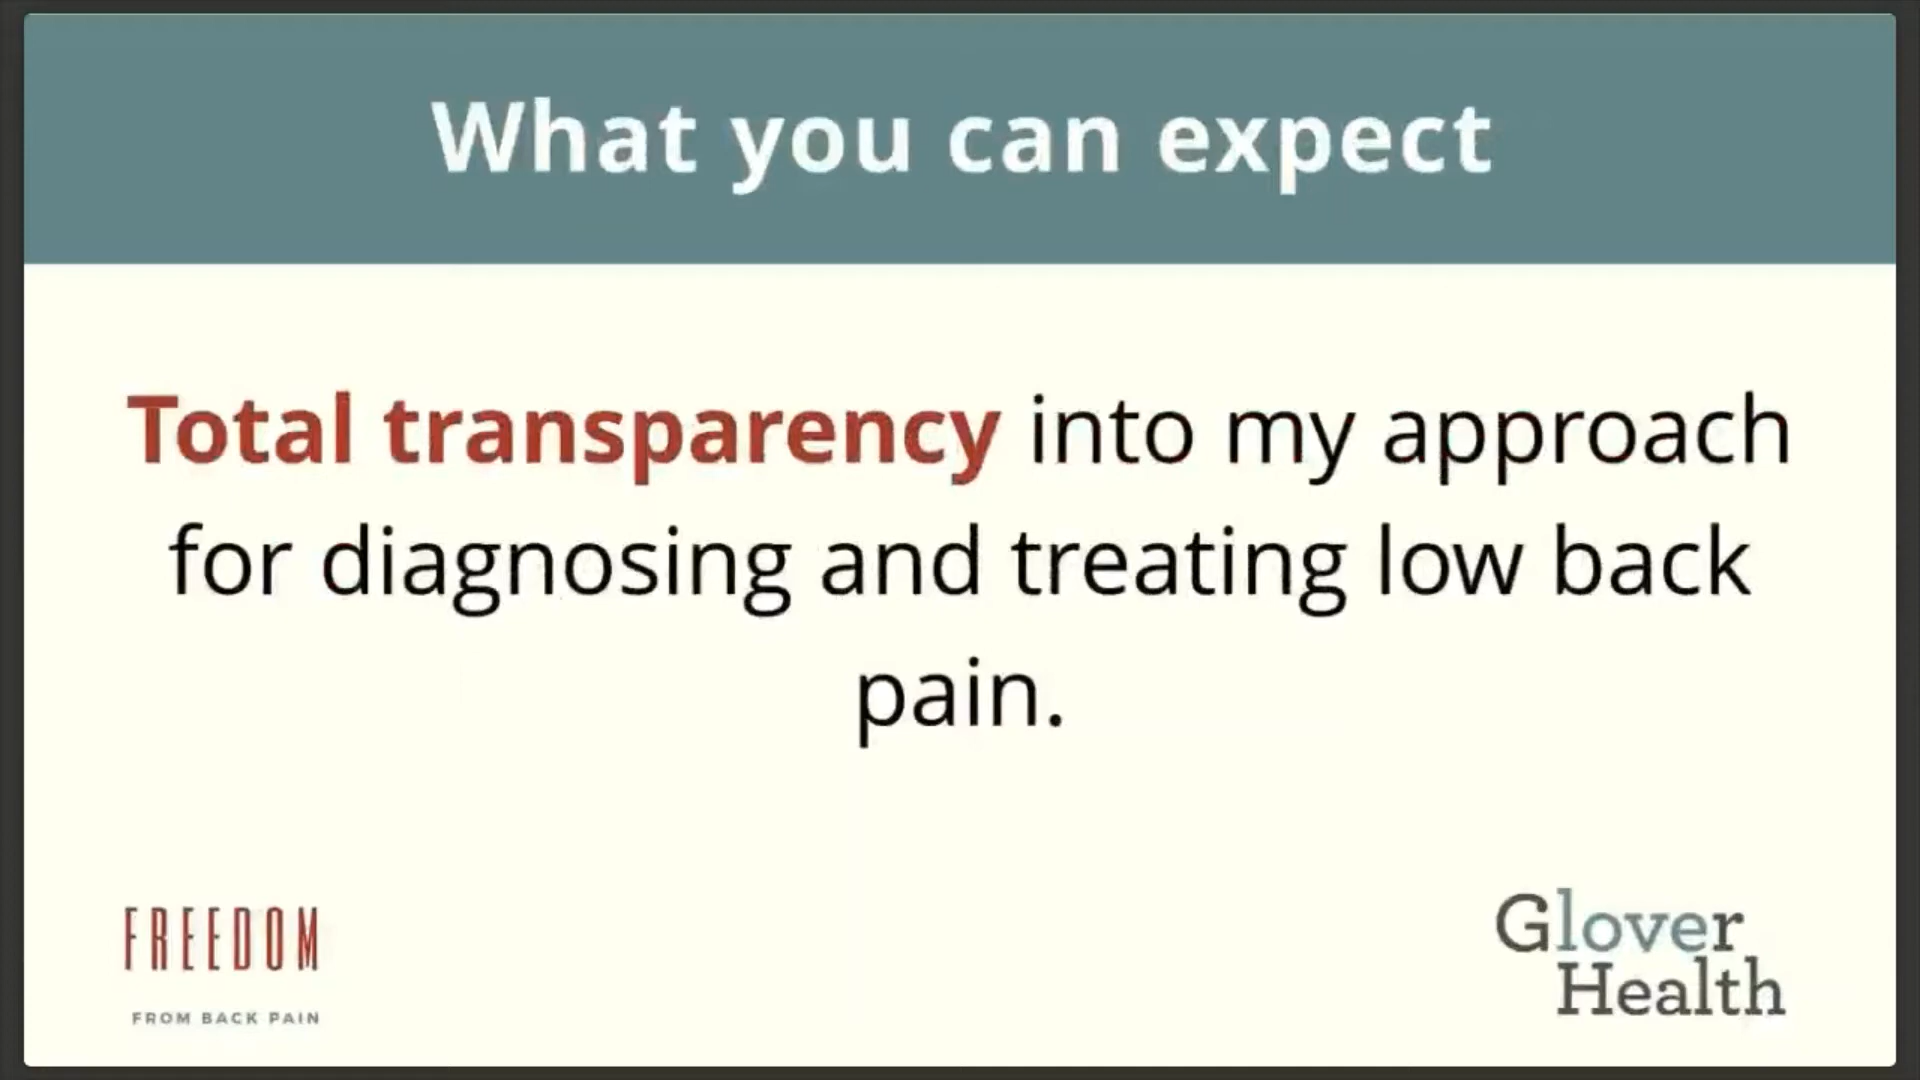 What you can expect
Total transparency into my approach
for diagnosing and treating low back
pain.
FREEDOM
FROM BACK PAIN
Glover
Health